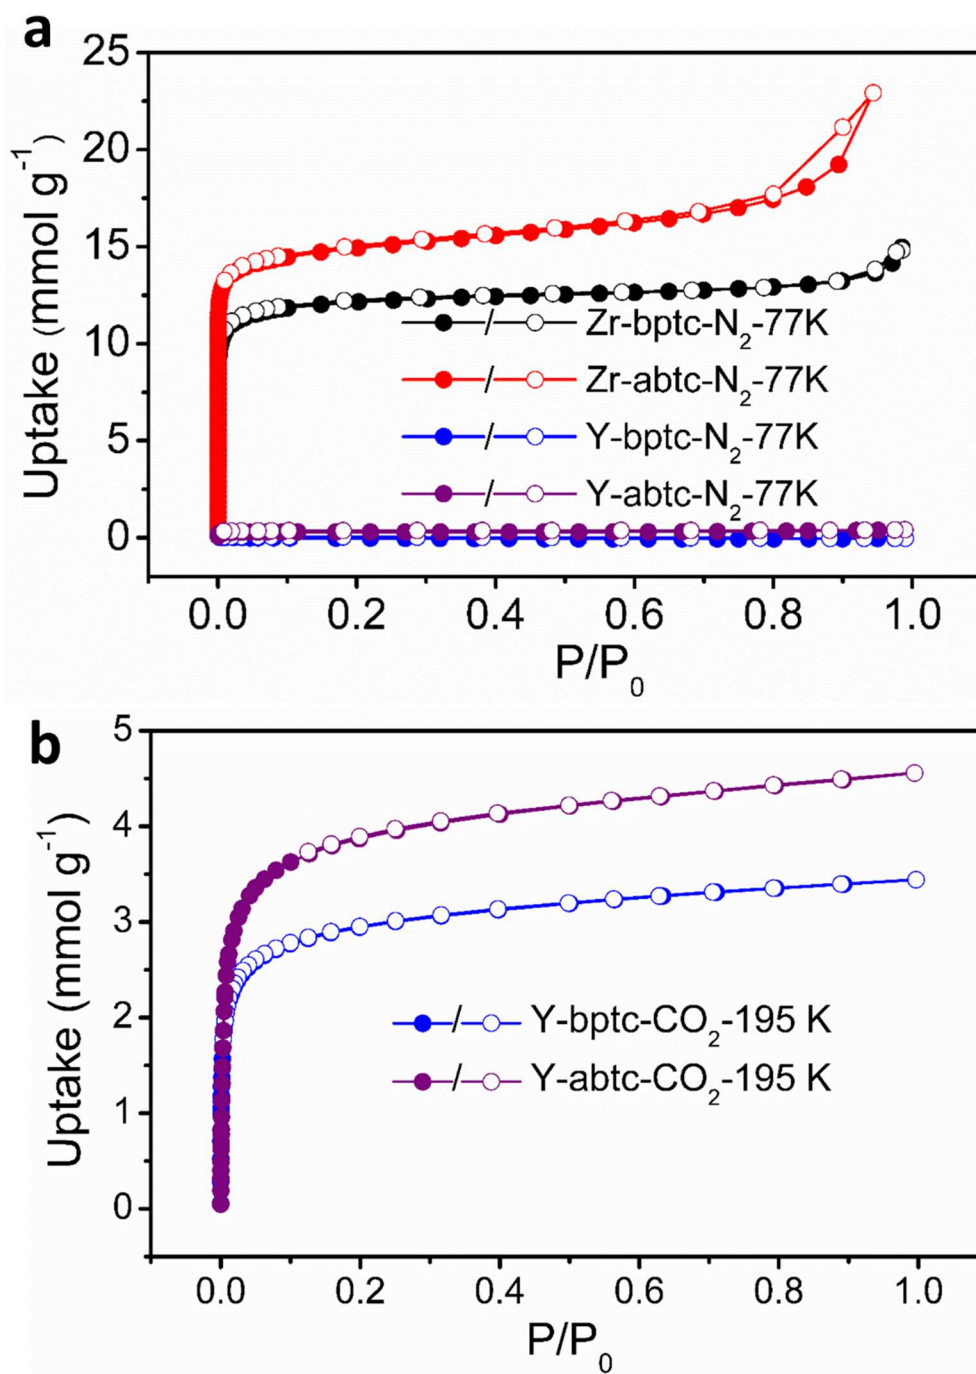 a
25
20
15
10
5
0
Uptake (mmol g⁻¹)
Zr-bptc-N₂-77K
Zr-abtc-N₂-77K
Y-bptc-N₂-77K
Y-abtc-N₂-77K
0.0 0.2 0.4 0.6 0.8 1.0
P/P₀
b
5
4
3
2
1
0
Uptake (mmol g⁻¹)
Y-bptc-CO₂-195 K
Y-abtc-CO₂-195 K
0.0 0.2 0.4 0.6 0.8 1.0
P/P₀